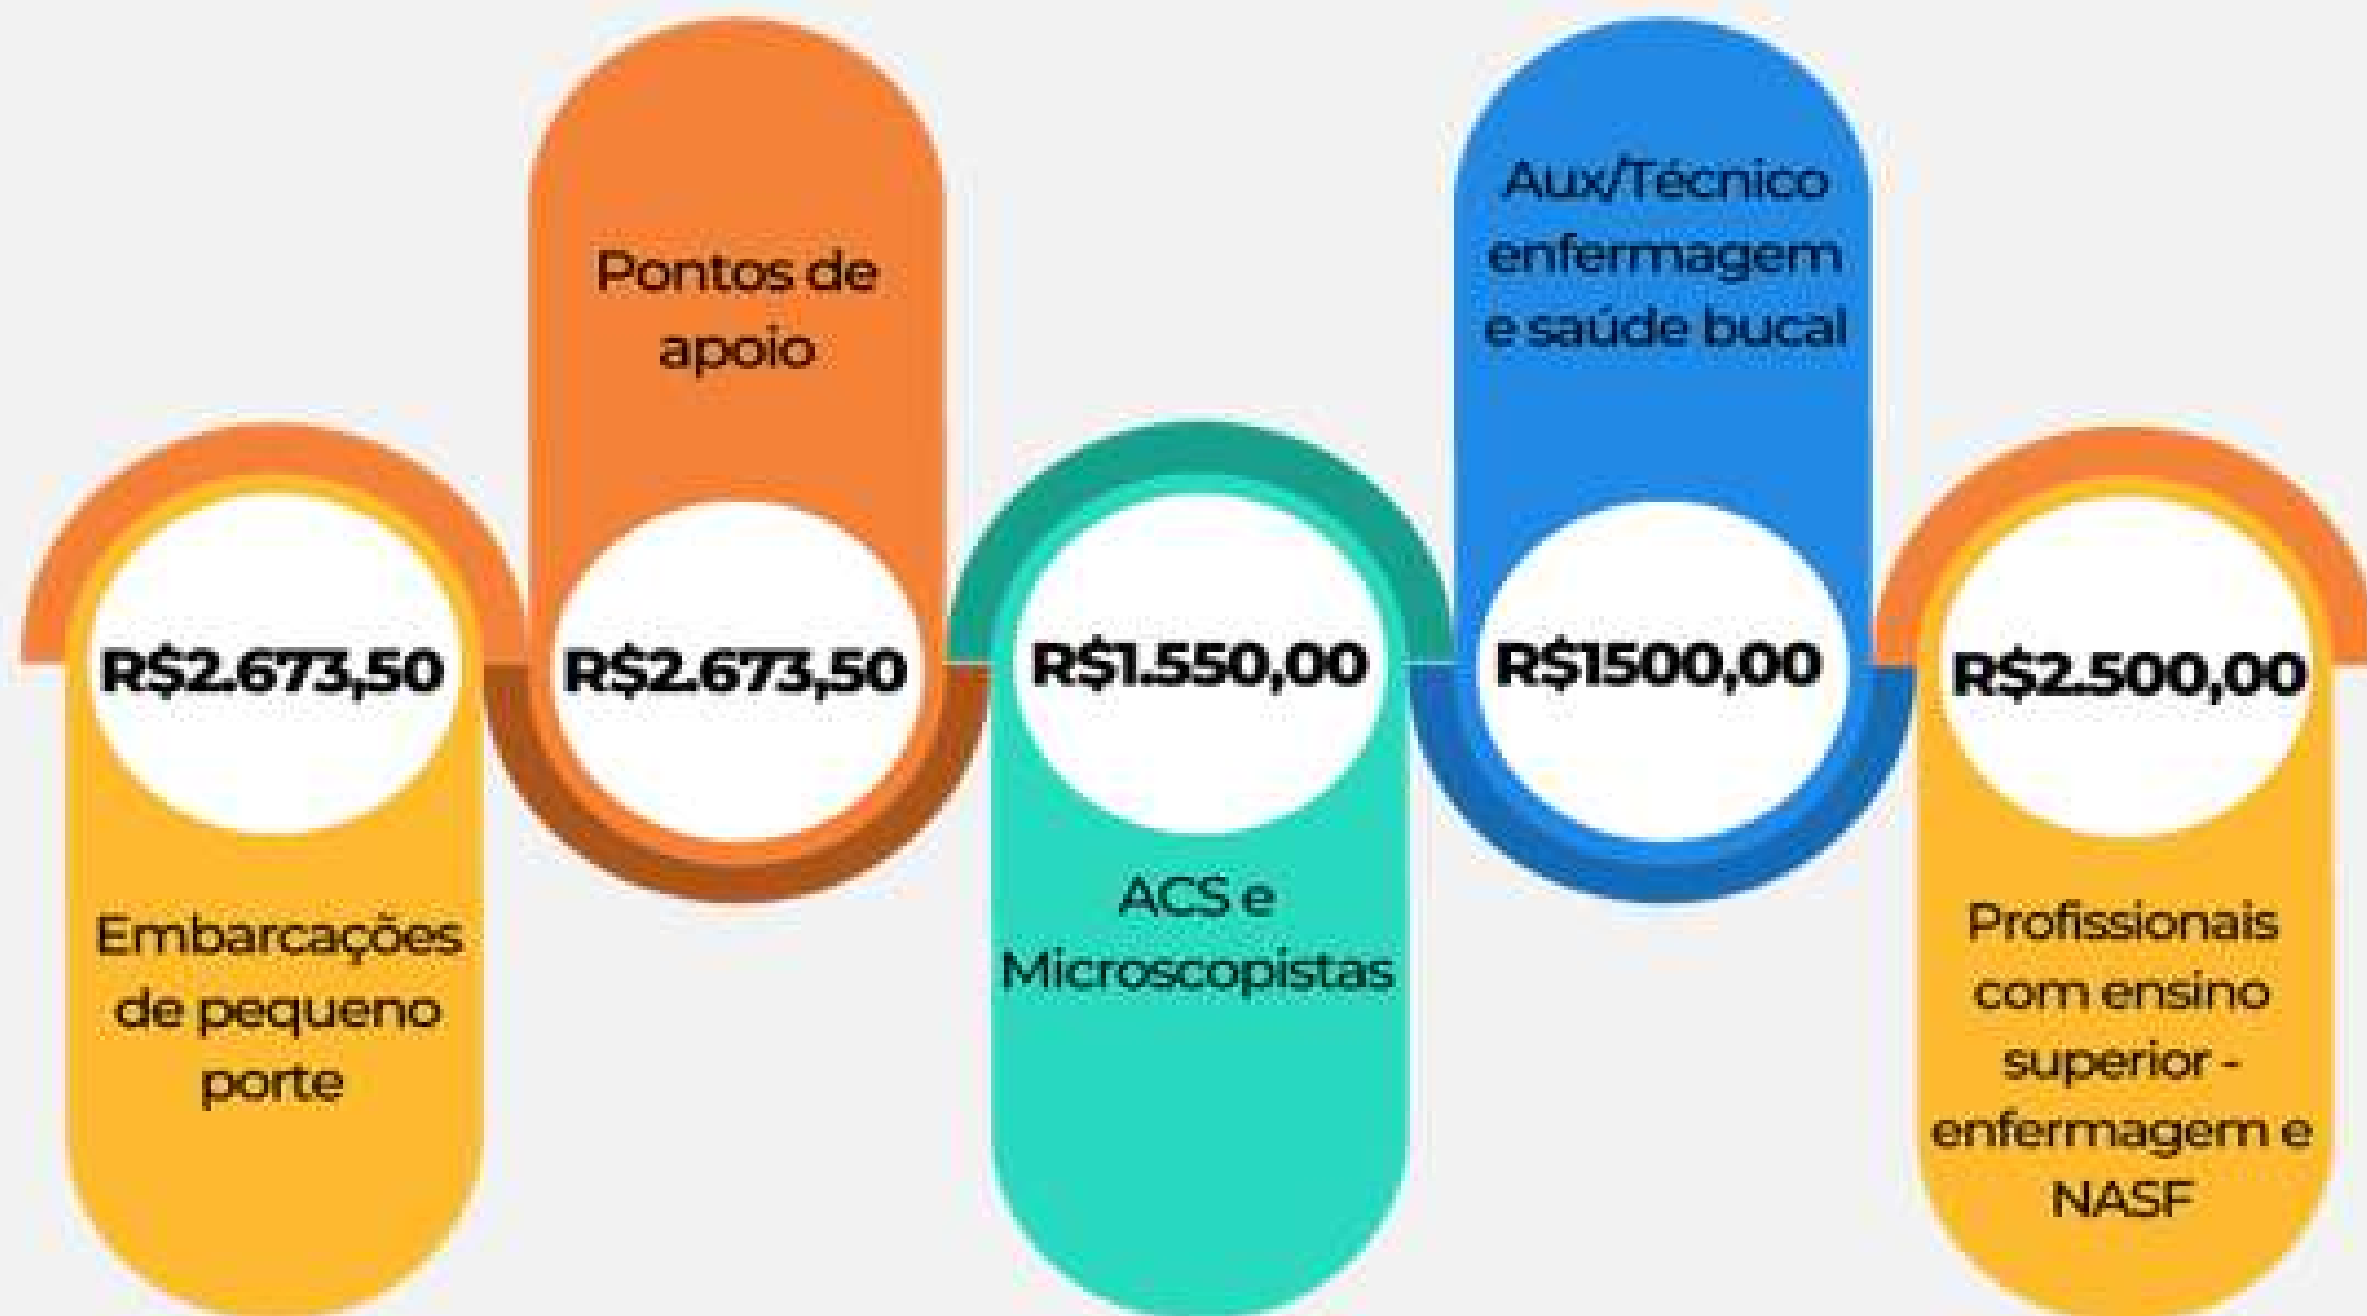 R$2.673,50
Embarcações
de pequeno
porte
Pontos de
apoio
R$2.673,50
R$1.550,00
ACS e
Microscopistas
Aux/Técnico
enfermagem
e saúde bucal
R$1500,00
R$2.500,00
Profissionais
com ensino
superior -
enfermagem e
NASF